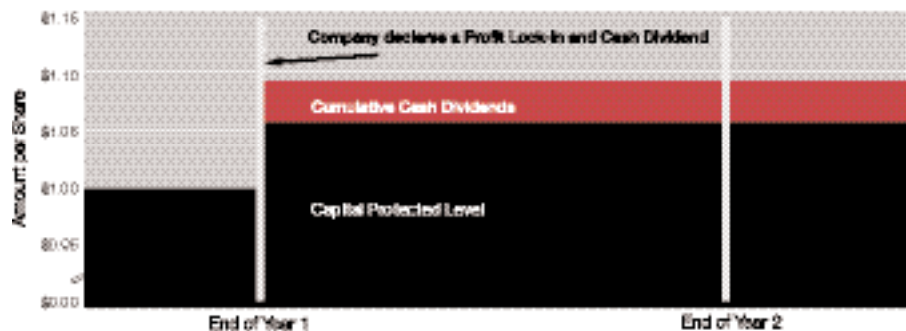 $1.15
Company declares a Profit Lock-in and Cash Dividend
$1.10
Cumulative Cash Dividends
$1.05
Amount per Share
$1.00
Capital Protected Level
$0.95
$0.00
End of Year 1
End of Year 2